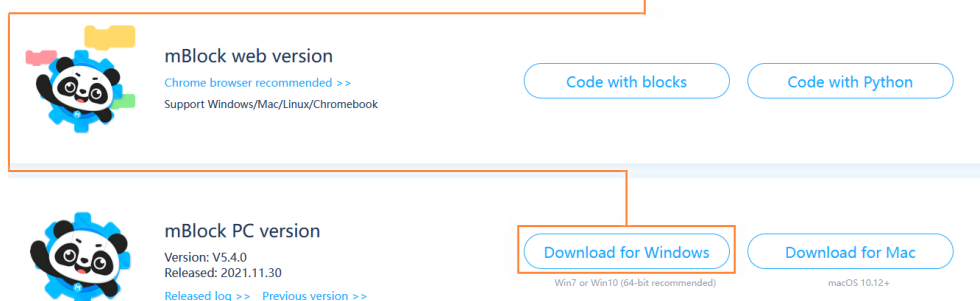 mBlock web version
Chrome browser recommended >>
Support Windows/Mac/Linux/Chromebook
Code with blocks
Code with Python
mBlock PC version
Version: V5.4.0
Released: 2021.11.30
Released log >> Previous version >>
Download for Windows
Win7 or Win10 (64-bit recommended)
Download for Mac
macOS 10.12+